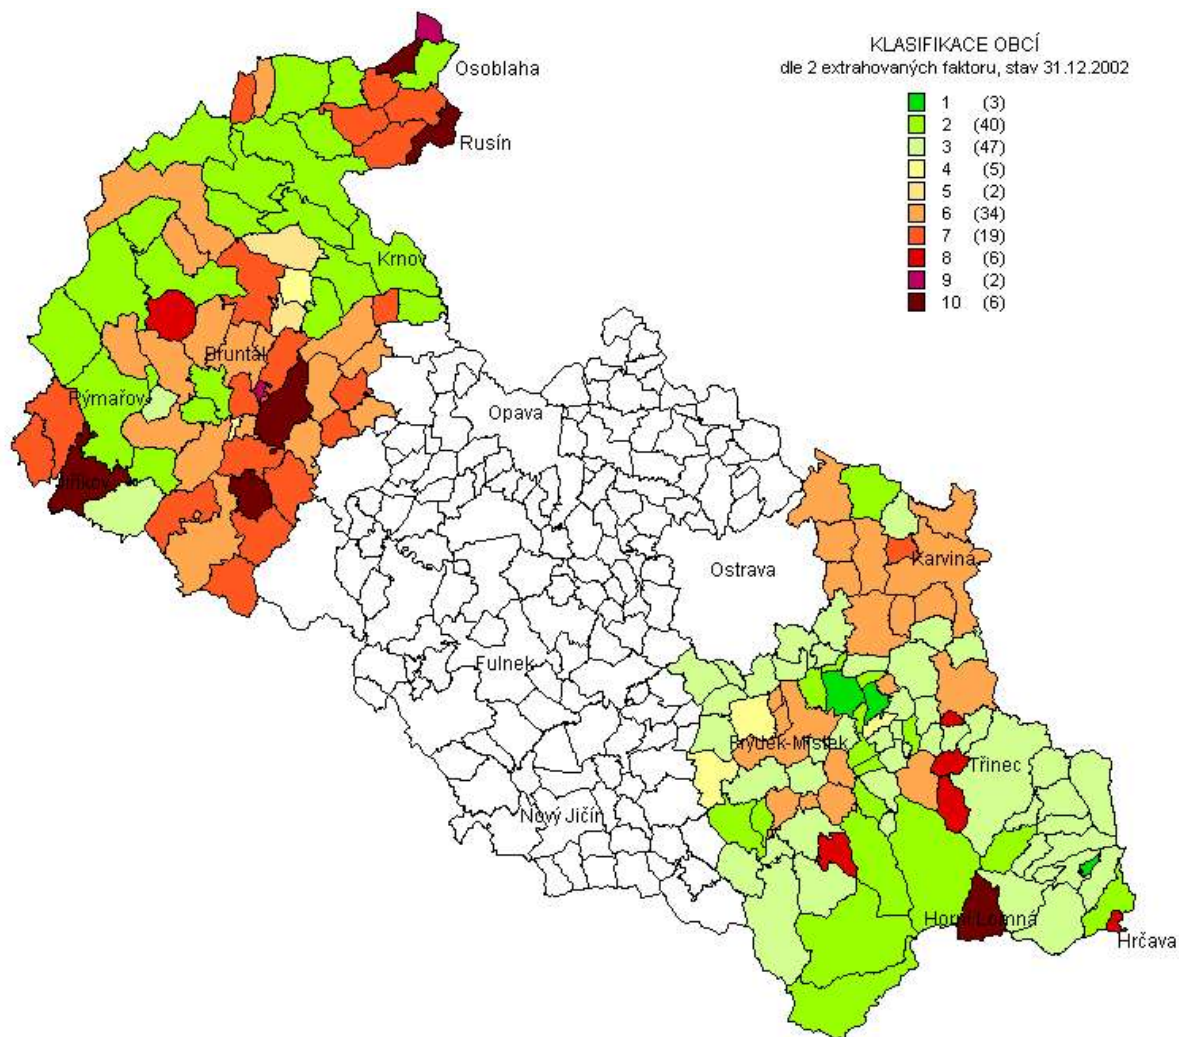 KLASIFIKACE OBCÍ
dle 2 extrahovaných faktoru, stav 31.12.2002
1 (3)
2 (40)
3 (47)
4 (5)
5 (2)
6 (34)
7 (19)
8 (6)
9 (2)
10 (6)
Osoblaha
Rusín
Krnov
Bruntál
Rýmařov
Opava
Jiříkov
Ostrava
Karviná
Fulnek
Frýdek-Místek
Třinec
Nový Jičín
Horní Lomná
Hrčava